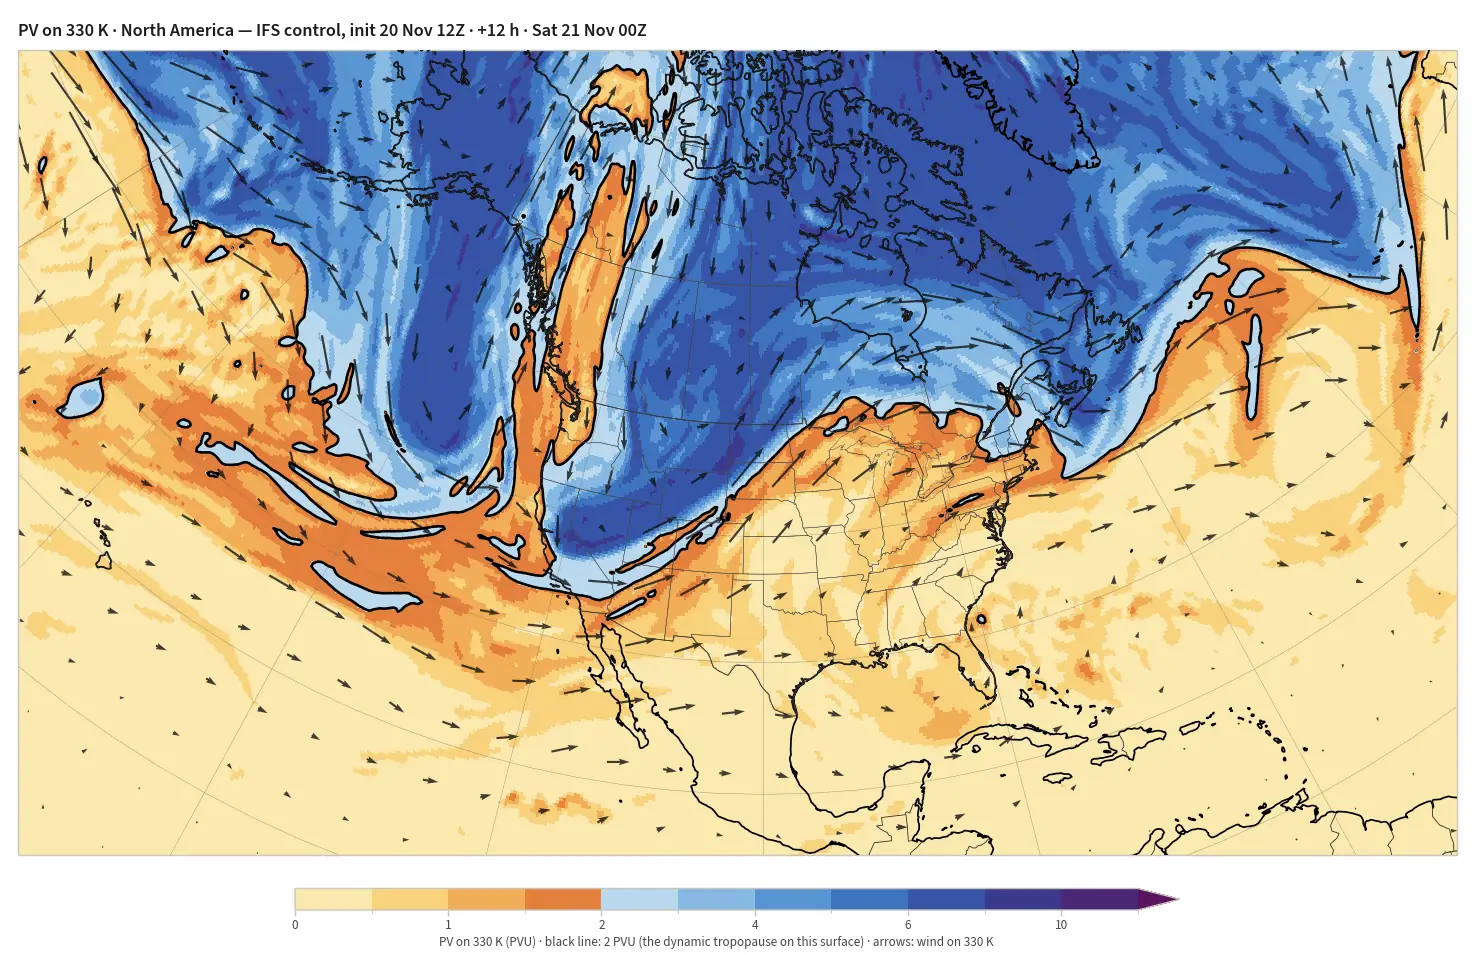 PV on 330 K · North America — IFS control, init 20 Nov 12Z · +12 h · Sat 21 Nov 00Z
0 1 2 4 6 10
PV on 330 K (PVU) · black line: 2 PVU (the dynamic tropopause on this surface) · arrows: wind on 330 K